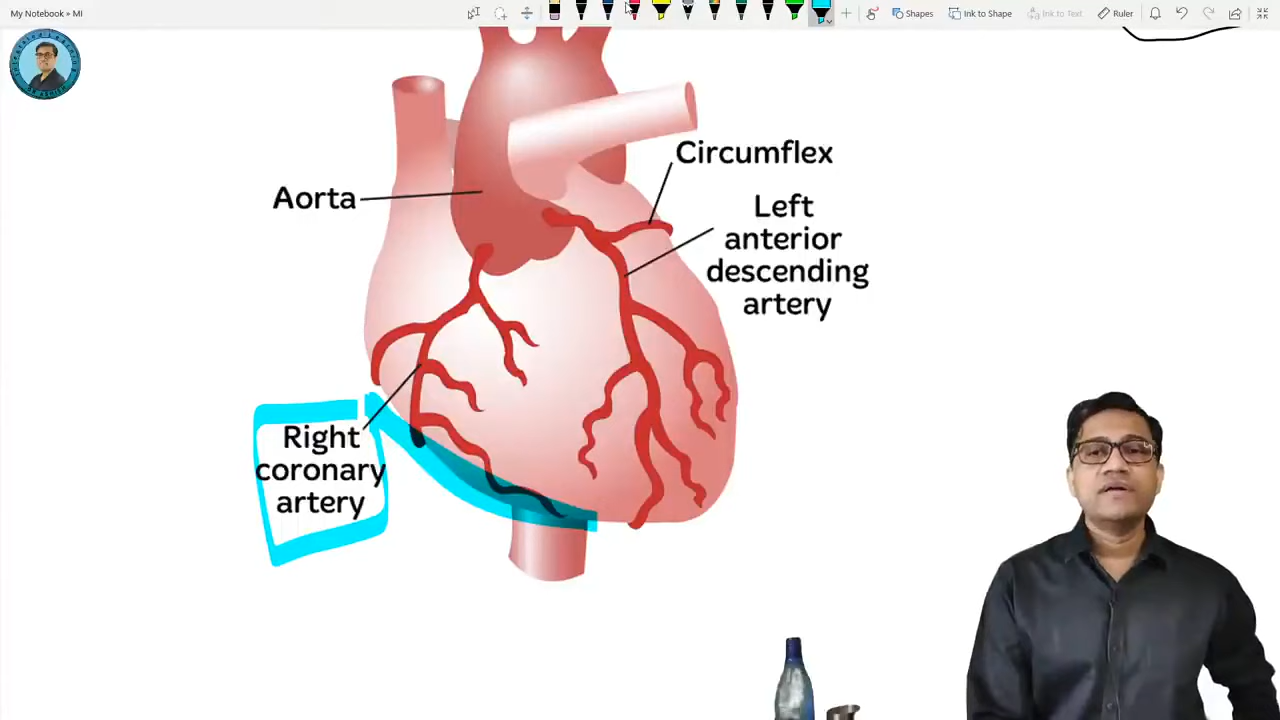 My Notebook » MI
Shapes
Ink to Shape
Ink to Text
Ruler
Circumflex
Aorta
Left
anterior
descending
artery
Right
coronary
artery